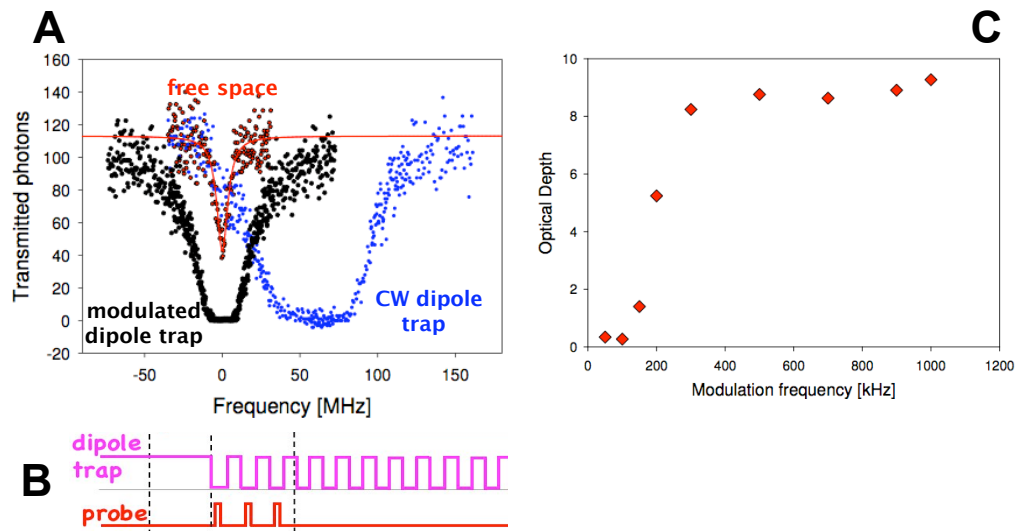 A
C
160
140
120
100
80
60
40
20
0
-20
Transmitted photons
free space
modulated
dipole trap
CW dipole
trap
-50
0
50
100
150
Frequency [MHz]
10
8
6
4
2
0
Optical Depth
0
200
400
600
800
1000
1200
Modulation frequency [kHz]
B
dipole
trap
probe